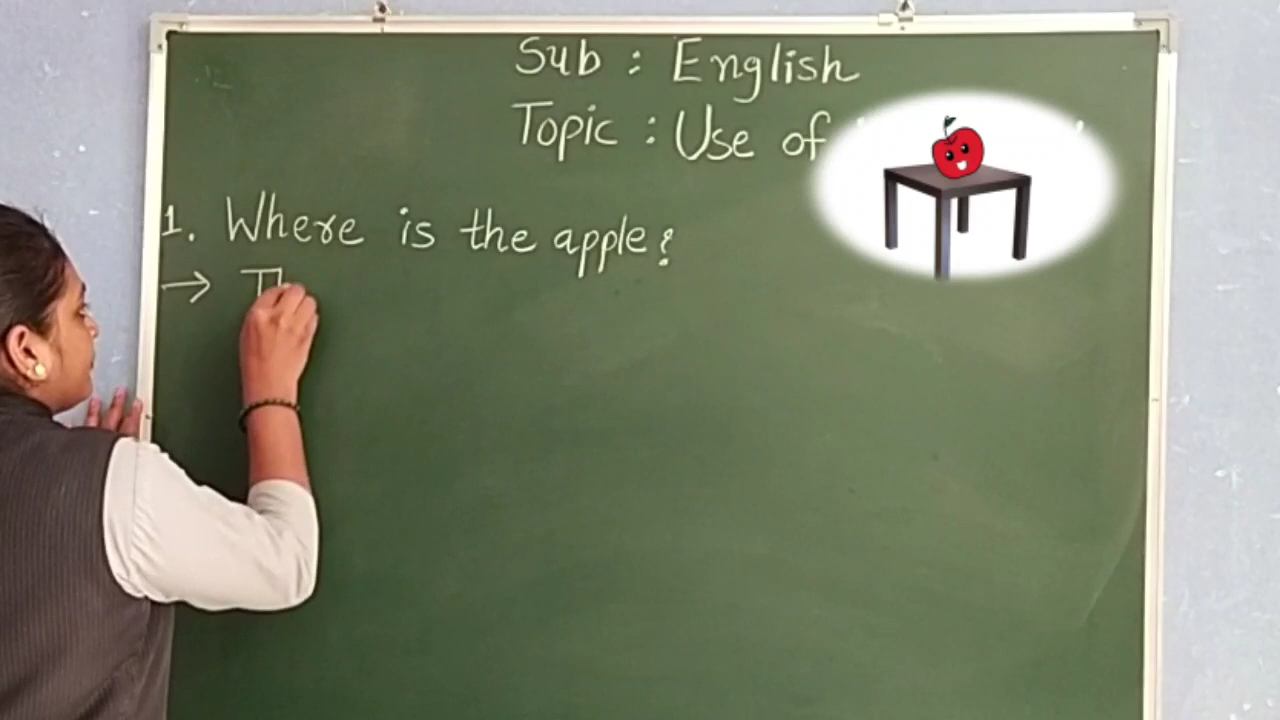 Sub : English
Topic : Use of
1. Where is the apple?
→ Th